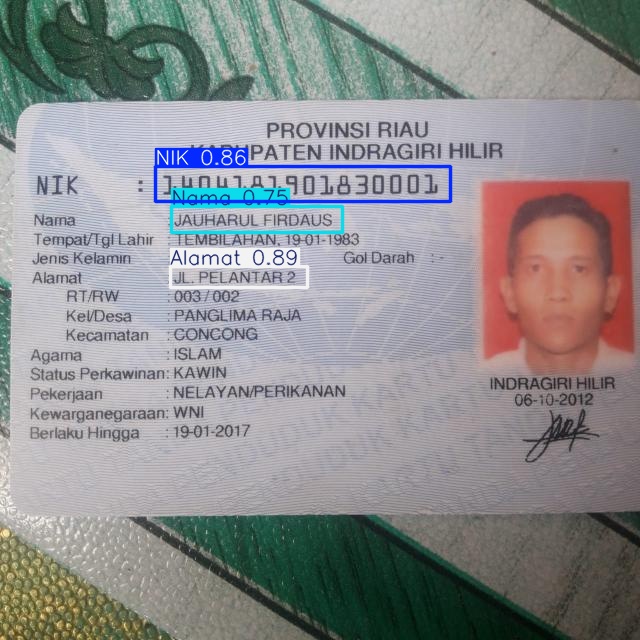 PROVINSI RIAU
KABUPATEN INDRAGIRI HILIR
NIK 0.86
NIK : 1404181901830001
Nama 0.75
Nama : JAUHARUL FIRDAUS
Tempat/Tgl Lahir : TEMBILAHAN, 19-01-1983
Alamat 0.89
Jenis Kelamin Gol Darah : -
Alamat JL. PELANTAR 2
RT/RW : 003 / 002
Kel/Desa : PANGLIMA RAJA
Kecamatan : CONCONG
Agama : ISLAM
Status Perkawinan: KAWIN
Pekerjaan : NELAYAN/PERIKANAN
Kewarganegaraan: WNI
Berlaku Hingga : 19-01-2017
INDRAGIRI HILIR
06-10-2012